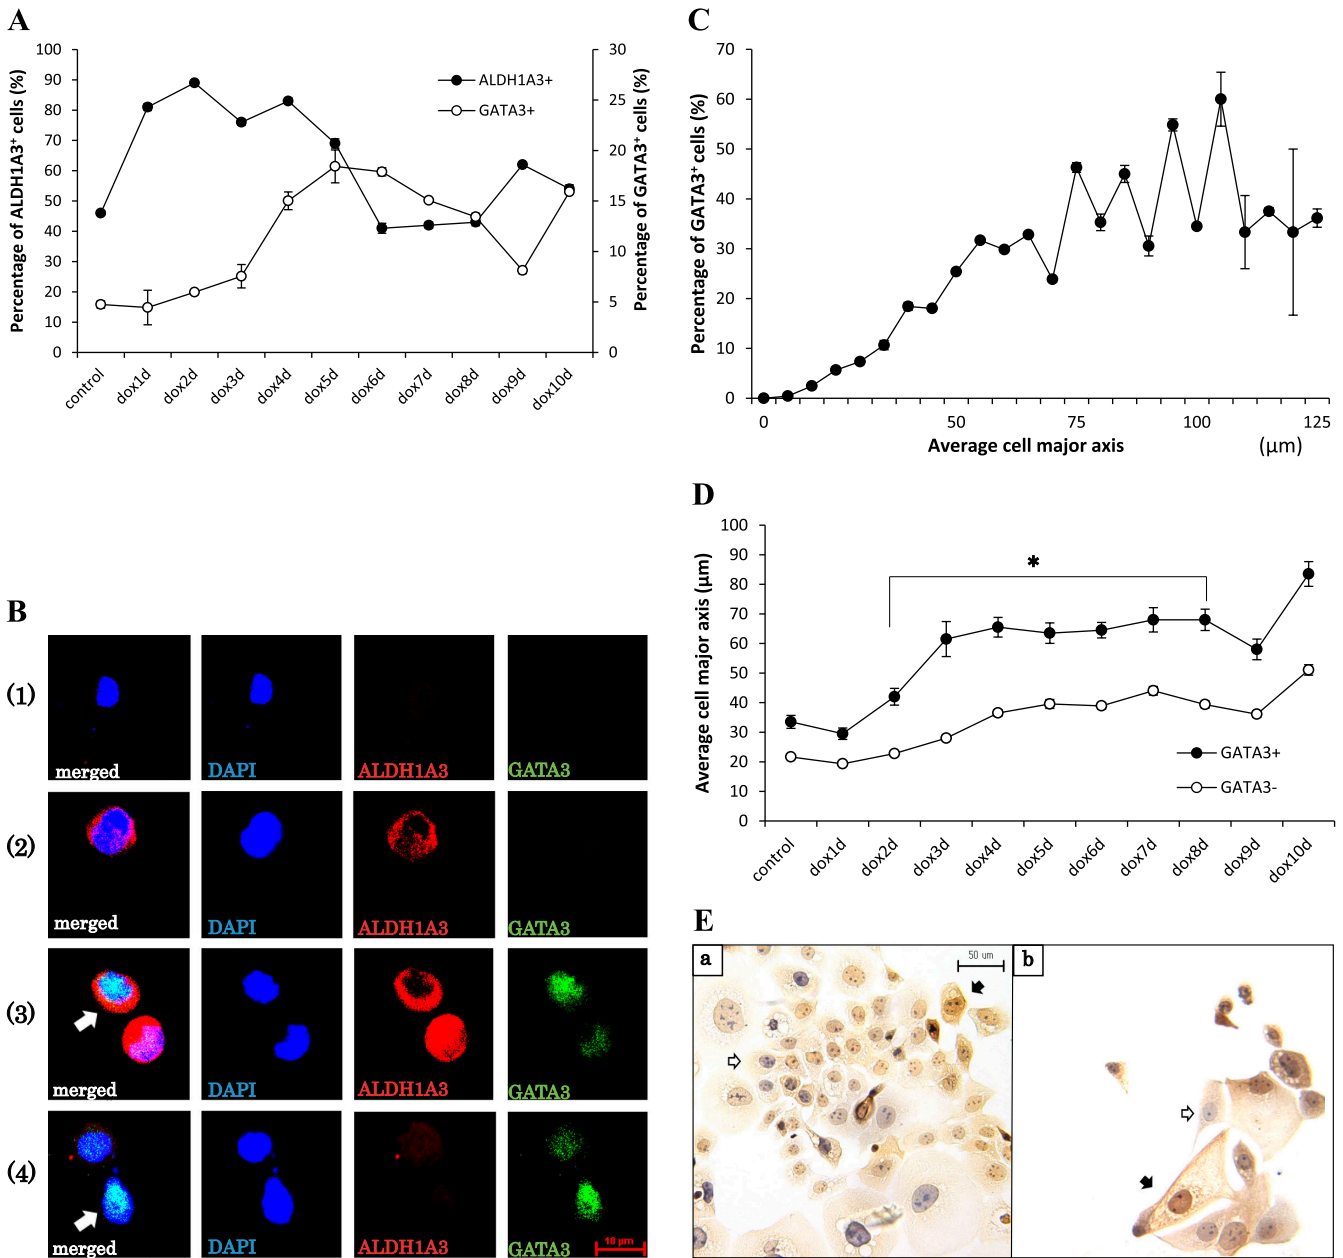 A
Percentage of ALDH1A3+ cells (%)
100
90
80
70
60
50
40
30
20
10
0
30
25
20
15
10
5
0
Percentage of GATA3+ cells (%)
ALDH1A3+
GATA3+
control
dox1d
dox2d
dox3d
dox4d
dox5d
dox6d
dox7d
dox8d
dox9d
dox10d
C
Percentage of GATA3+ cells (%)
70
60
50
40
30
20
10
0
0 50 75 100 125
Average cell major axis (μm)
B
(1)
merged DAPI ALDH1A3 GATA3
(2)
merged DAPI ALDH1A3 GATA3
(3)
merged DAPI ALDH1A3 GATA3
(4)
merged DAPI ALDH1A3 GATA3
10 μm
D
Average cell major axis (μm)
100
90
80
70
60
50
40
30
20
10
0
*
GATA3+
GATA3-
control
dox1d
dox2d
dox3d
dox4d
dox5d
dox6d
dox7d
dox8d
dox9d
dox10d
E
a
50 um
b